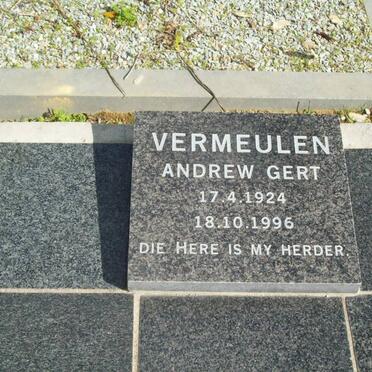 VERMEULEN
ANDREW GERT
17.4.1924
18.10.1996
DIE HERE IS MY HERDER.